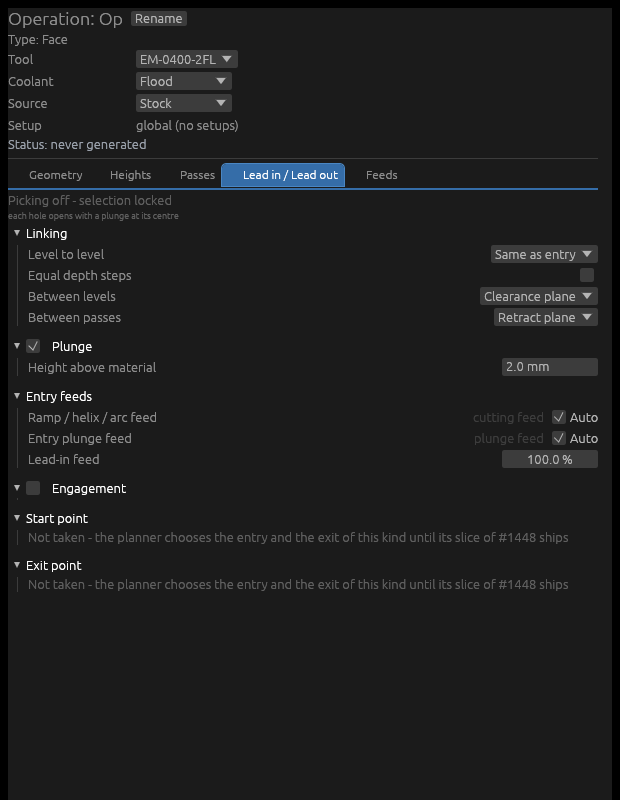 Operation: Op Rename
Type: Face
Tool EM-0400-2FL
Coolant Flood
Source Stock
Setup global (no setups)
Status: never generated
Geometry Heights Passes Lead in / Lead out Feeds
Picking off - selection locked
each hole opens with a plunge at its centre
Linking
Level to level Same as entry
Equal depth steps
Between levels Clearance plane
Between passes Retract plane
Plunge
Height above material 2.0 mm
Entry feeds
Ramp / helix / arc feed cutting feed Auto
Entry plunge feed plunge feed Auto
Lead-in feed 100.0 %
Engagement
Start point
Not taken - the planner chooses the entry and the exit of this kind until its slice of #1448 ships
Exit point
Not taken - the planner chooses the entry and the exit of this kind until its slice of #1448 ships